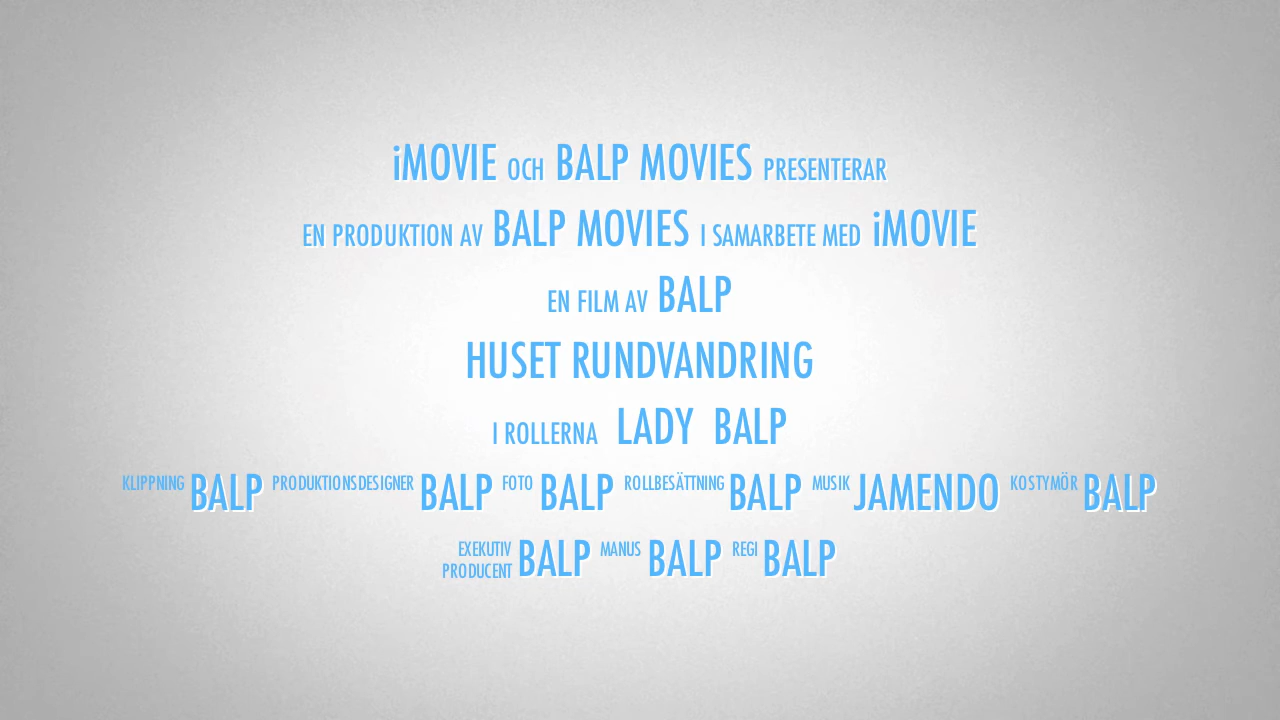 iMOVIE OCH BALP MOVIES PRESENTERAR
EN PRODUKTION AV BALP MOVIES I SAMARBETE MED iMOVIE
EN FILM AV BALP
HUSET RUNDVANDRING
I ROLLERNA LADY BALP
KLIPPNING BALP PRODUKTIONSDESIGNER BALP FOTO BALP ROLLBESÄTTNING BALP MUSIK JAMENDO KOSTYMÖR BALP
EXEKUTIV PRODUCENT BALP MANUS BALP REGI BALP